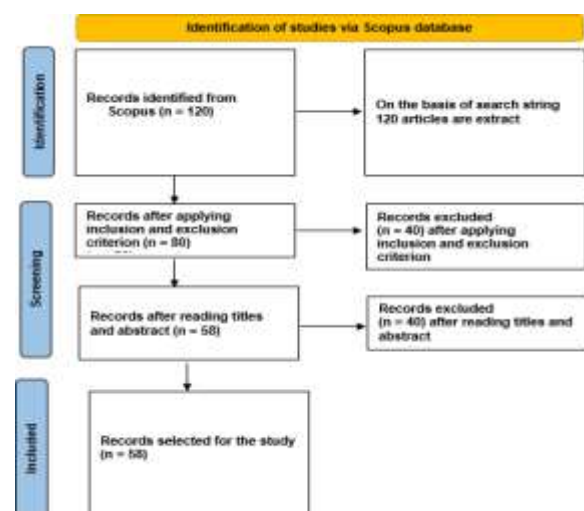 Identification of studies via Scopus database
Identification
Records identified from
Scopus (n = 120)
On the basis of search string
120 articles are extract
Screening
Records after applying
inclusion and exclusion
criterion (n = 80)
Records excluded
(n = 40) after applying
inclusion and exclusion
criterion
Records after reading titles
and abstract (n = 58)
Records excluded
(n = 40) after reading titles and
abstract
Included
Records selected for the study
(n = 58)